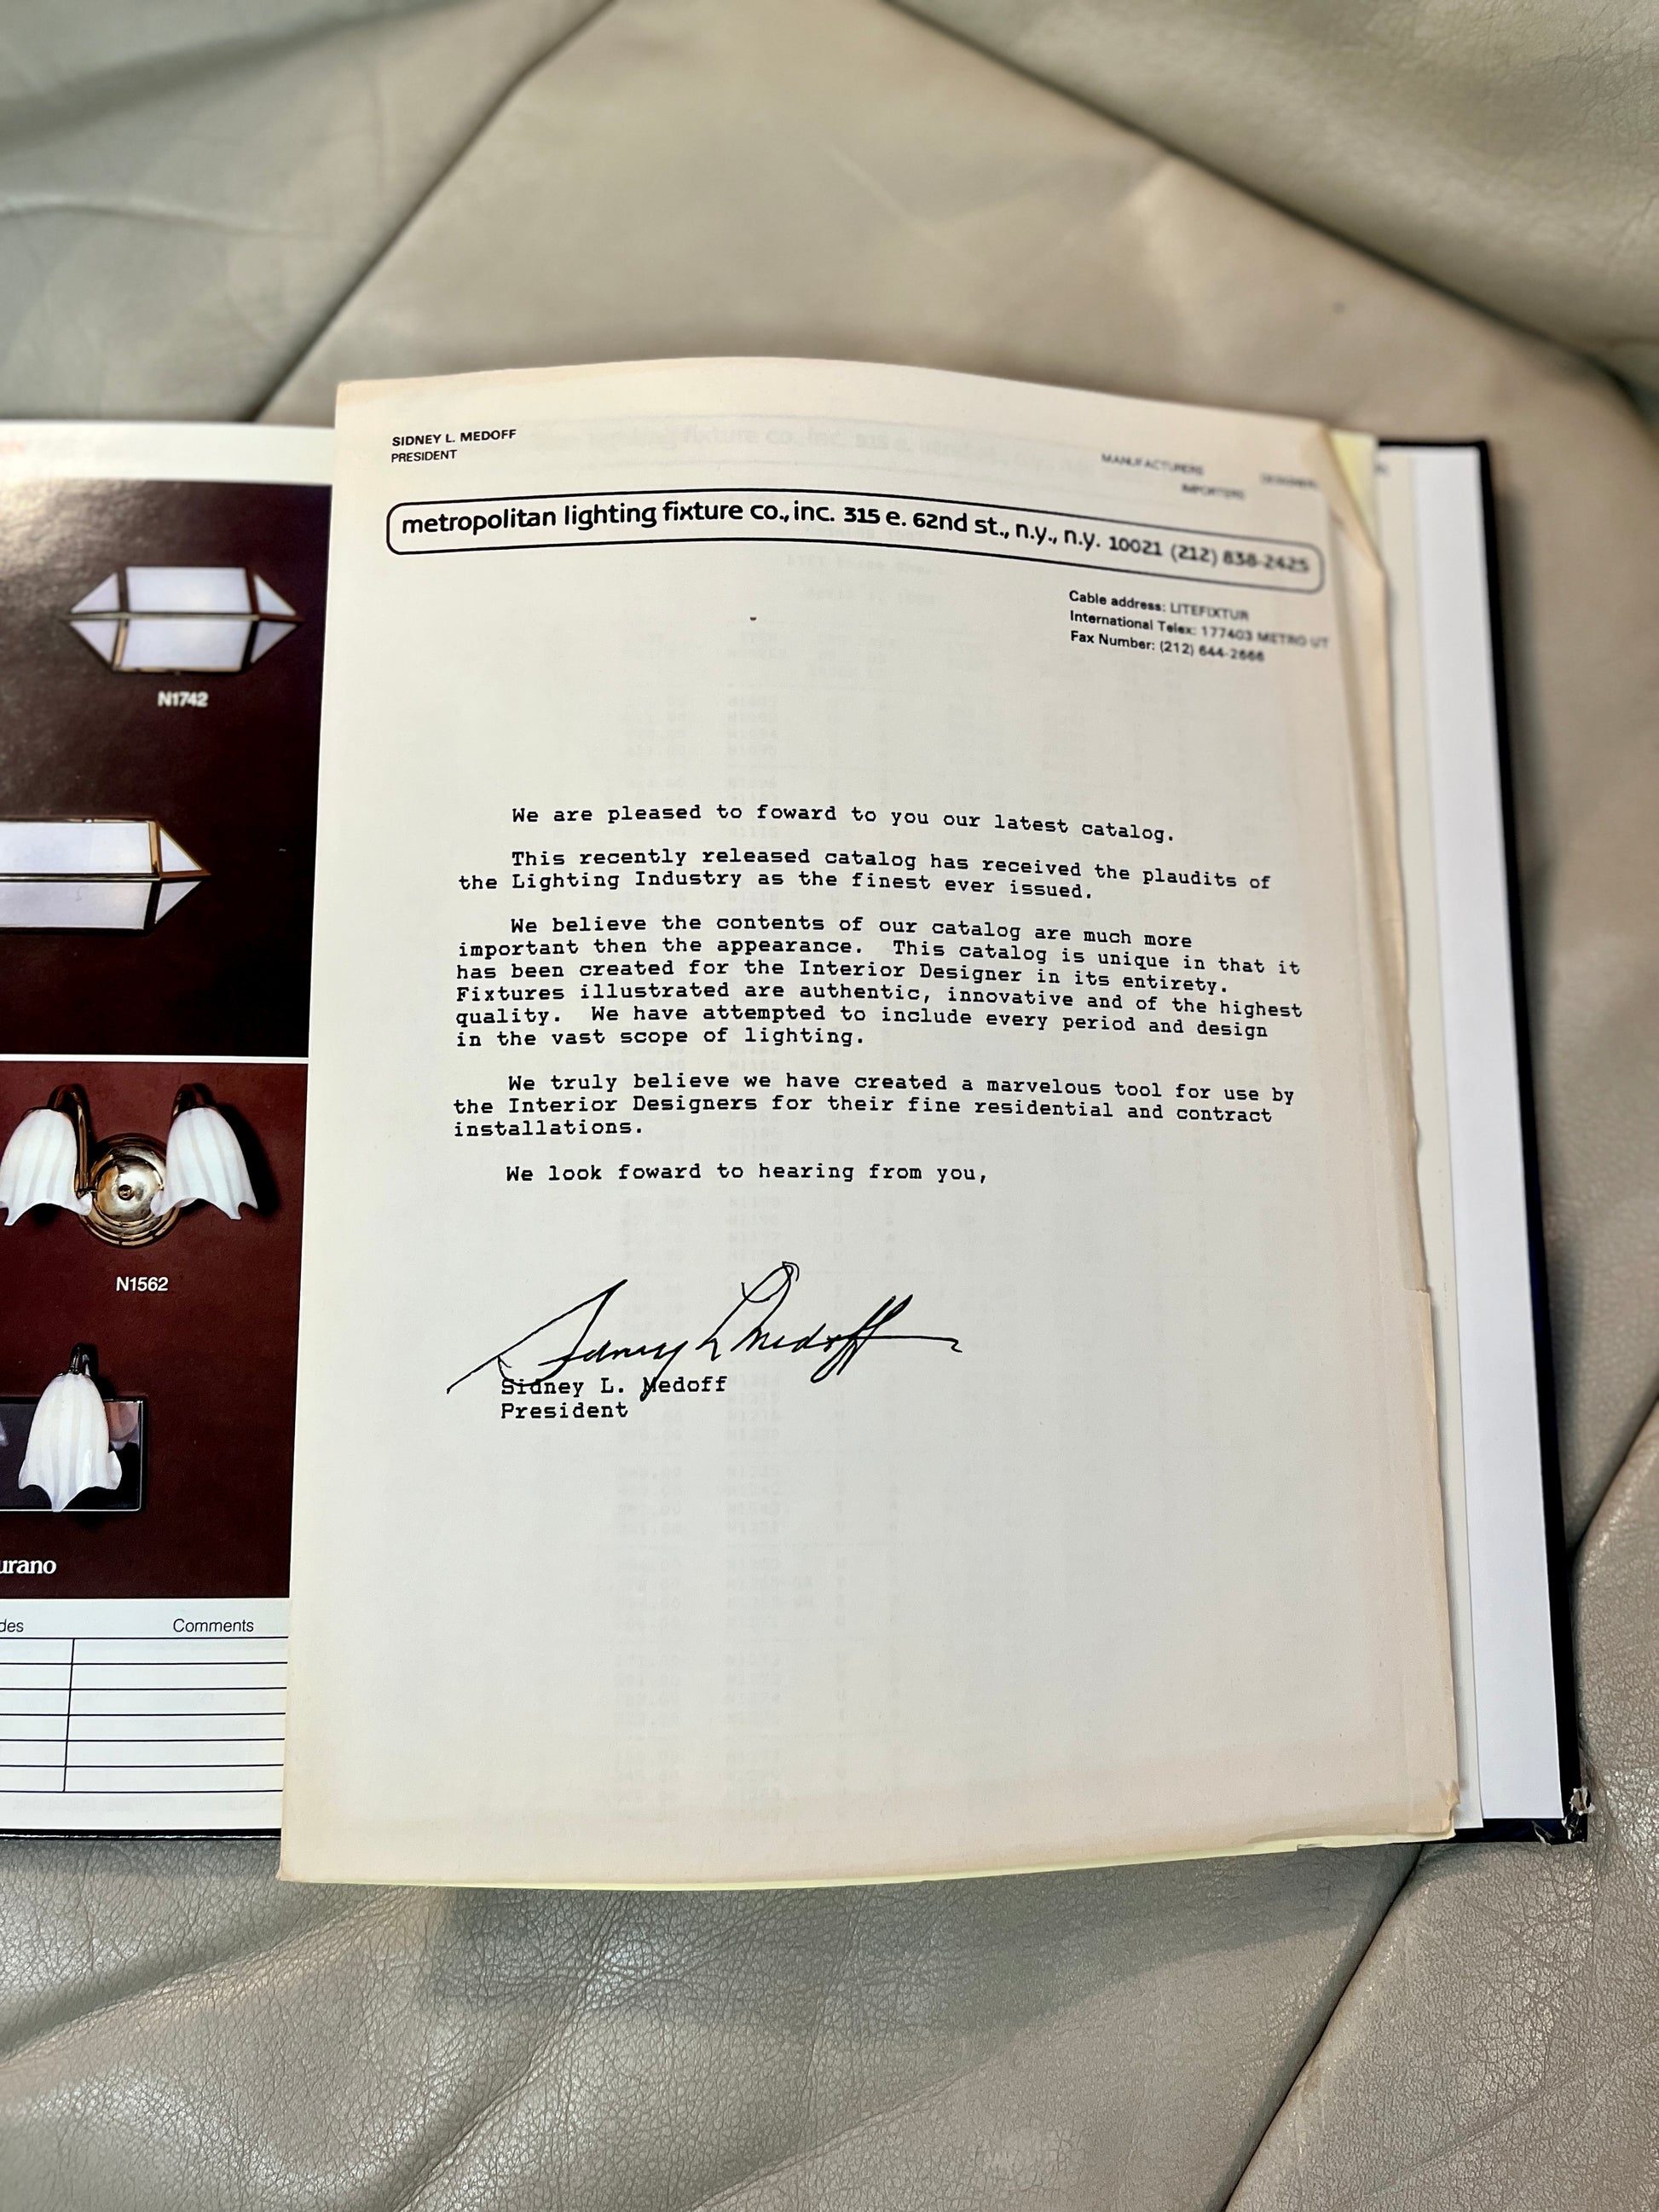 SIDNEY L. MEDOFF
PRESIDENT
MANUFACTURERS
IMPORTERS
metropolitan lighting fixture co., inc. 315 e. 62nd st., n.y., n.y. 10021 (212) 838-2425
Cable address: LITEFIXTUR
International Telex: 177403 METRO UT
Fax Number: (212) 644-2666
We are pleased to foward to you our latest catalog.
This recently released catalog has received the plaudits of
the Lighting Industry as the finest ever issued.
We believe the contents of our catalog are much more
important then the appearance. This catalog is unique in that it
has been created for the Interior Designer in its entirety.
Fixtures illustrated are authentic, innovative and of the highest
quality. We have attempted to include every period and design
in the vast scope of lighting.
We truly believe we have created a marvelous tool for use by
the Interior Designers for their fine residential and contract
installations.
We look foward to hearing from you,
Sidney L Medoff
Sidney L. Medoff
President
N1742
N1562
urano
des Comments